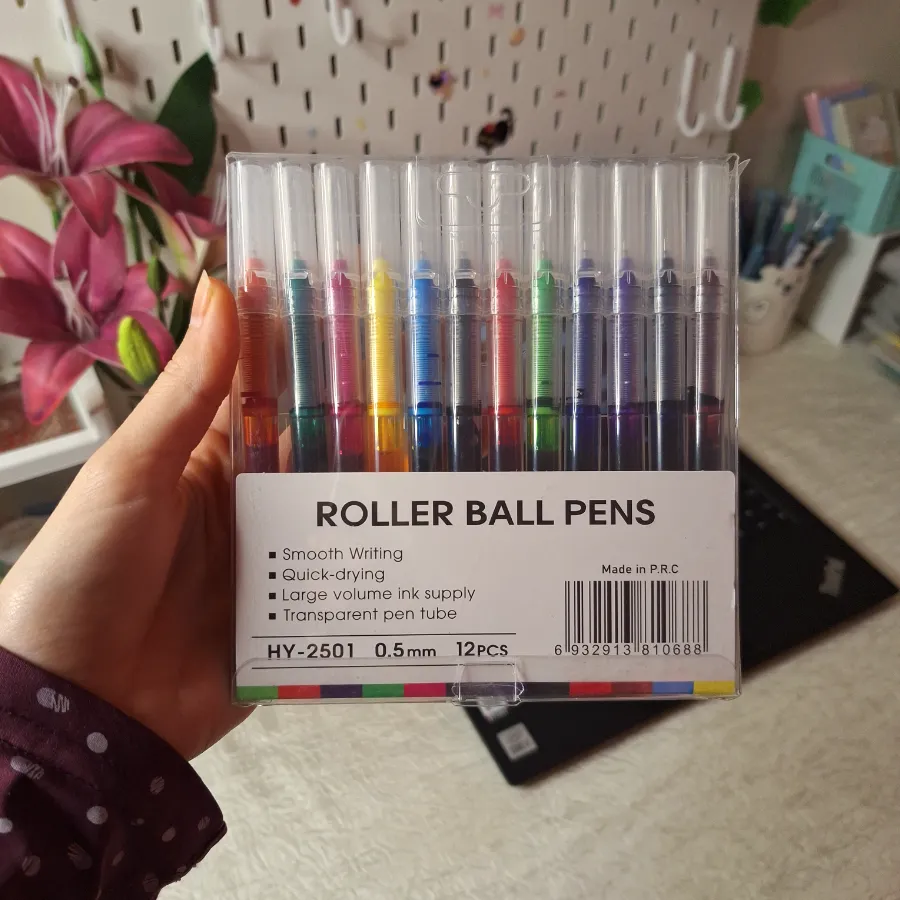 ROLLER BALL PENS
▪ Smooth Writing
▪ Quick-drying
▪ Large volume ink supply
▪ Transparent pen tube
Made in P.R.C
HY-2501 0.5mm 12PCS
6 932913 810688